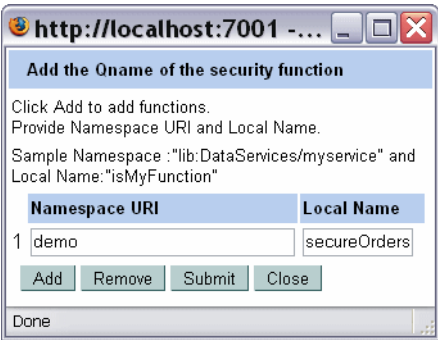 http://localhost:7001 -...
Add the Qname of the security function
Click Add to add functions.
Provide Namespace URI and Local Name.
Sample Namespace :"lib:DataServices/myservice" and
Local Name:"isMyFunction"
Namespace URI Local Name
1 demo secureOrders
Add Remove Submit Close
Done